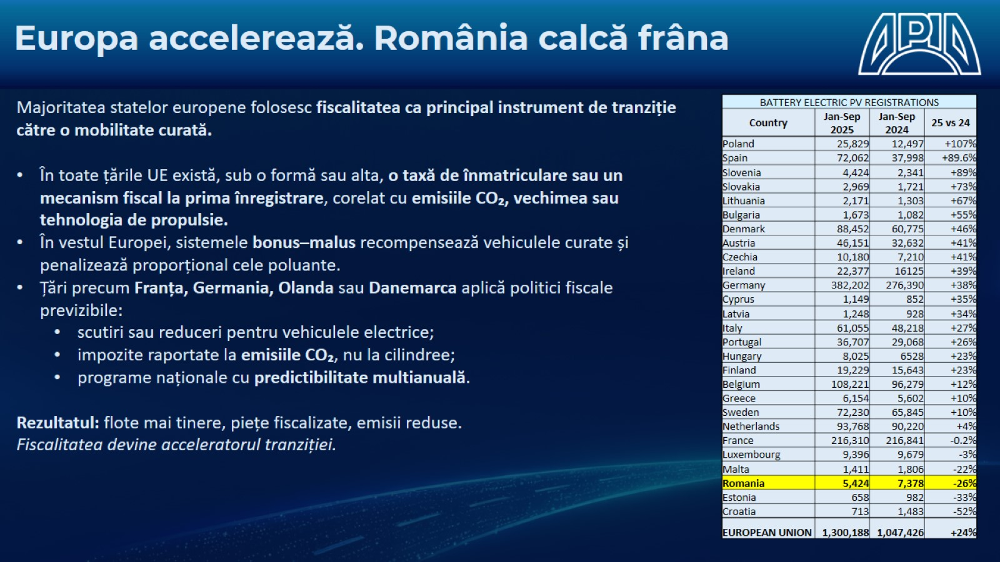 Europa accelerează. România calcă frâna
APIA
Majoritatea statelor europene folosesc fiscalitatea ca principal instrument de tranziție
către o mobilitate curată.
• În toate țările UE există, sub o formă sau alta, o taxă de înmatriculare sau un
mecanism fiscal la prima înregistrare, corelat cu emisiile CO₂, vechimea sau
tehnologia de propulsie.
• În vestul Europei, sistemele bonus–malus recompensează vehiculele curate și
penalizează proporțional cele poluante.
• Țări precum Franța, Germania, Olanda sau Danemarca aplică politici fiscale
previzibile:
• scutiri sau reduceri pentru vehiculele electrice;
• impozite raportate la emisiile CO₂, nu la cilindree;
• programe naționale cu predictibilitate multianuală.
Rezultatul: flote mai tinere, piețe fiscalizate, emisii reduse.
Fiscalitatea devine acceleratorul tranziției.
BATTERY ELECTRIC PV REGISTRATIONS
Country Jan-Sep 2025 Jan-Sep 2024 25 vs 24
Poland 25,829 12,497 +107%
Spain 72,062 37,998 +89.6%
Slovenia 4,424 2,341 +89%
Slovakia 2,969 1,721 +73%
Lithuania 2,171 1,303 +67%
Bulgaria 1,673 1,082 +55%
Denmark 88,452 60,775 +46%
Austria 46,151 32,632 +41%
Czechia 10,180 7,210 +41%
Ireland 22,377 16125 +39%
Germany 382,202 276,390 +38%
Cyprus 1,149 852 +35%
Latvia 1,248 928 +34%
Italy 61,055 48,218 +27%
Portugal 36,707 29,068 +26%
Hungary 8,025 6528 +23%
Finland 19,229 15,643 +23%
Belgium 108,221 96,279 +12%
Greece 6,154 5,602 +10%
Sweden 72,230 65,845 +10%
Netherlands 93,768 90,220 +4%
France 216,310 216,841 -0.2%
Luxembourg 9,396 9,679 -3%
Malta 1,411 1,806 -22%
Romania 5,424 7,378 -26%
Estonia 658 982 -33%
Croatia 713 1,483 -52%
EUROPEAN UNION 1,300,188 1,047,426 +24%